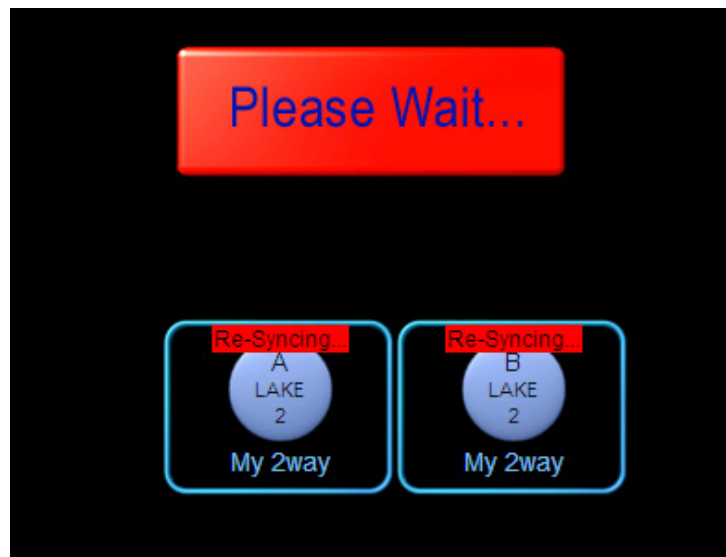 Please Wait...
Re-Syncing... Re-Syncing...
A B
LAKE LAKE
2 2
My 2way My 2way